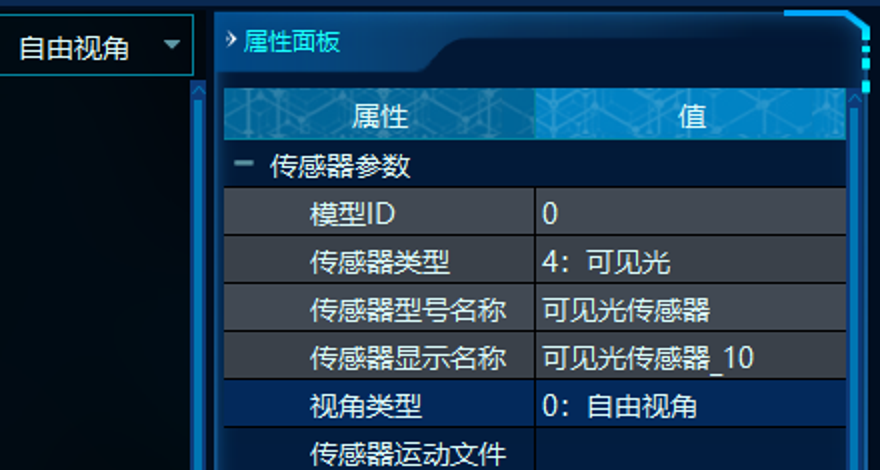 自由视角
属性面板
属性 值
传感器参数
模型ID 0
传感器类型 4：可见光
传感器型号名称 可见光传感器
传感器显示名称 可见光传感器_10
视角类型 0：自由视角
传感器运动文件